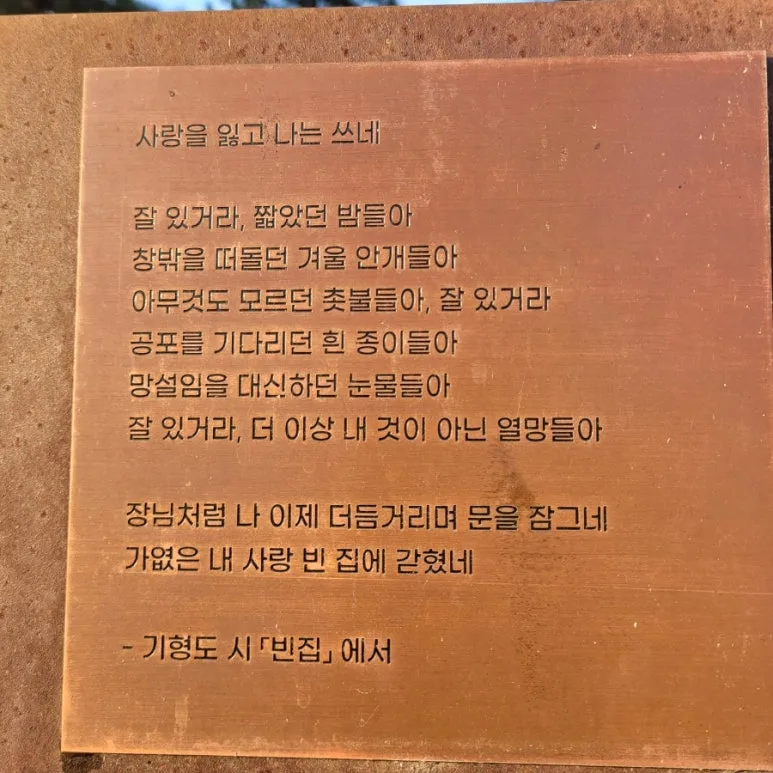 사랑을 잃고 나는 쓰네
잘 있거라, 짧았던 밤들아
창밖을 떠돌던 겨울 안개들아
아무것도 모르던 촛불들아, 잘 있거라
공포를 기다리던 흰 종이들아
망설임을 대신하던 눈물들아
잘 있거라, 더 이상 내 것이 아닌 열망들아
장님처럼 나 이제 더듬거리며 문을 잠그네
가엾은 내 사랑 빈 집에 갇혔네
- 기형도 시 「빈집」에서